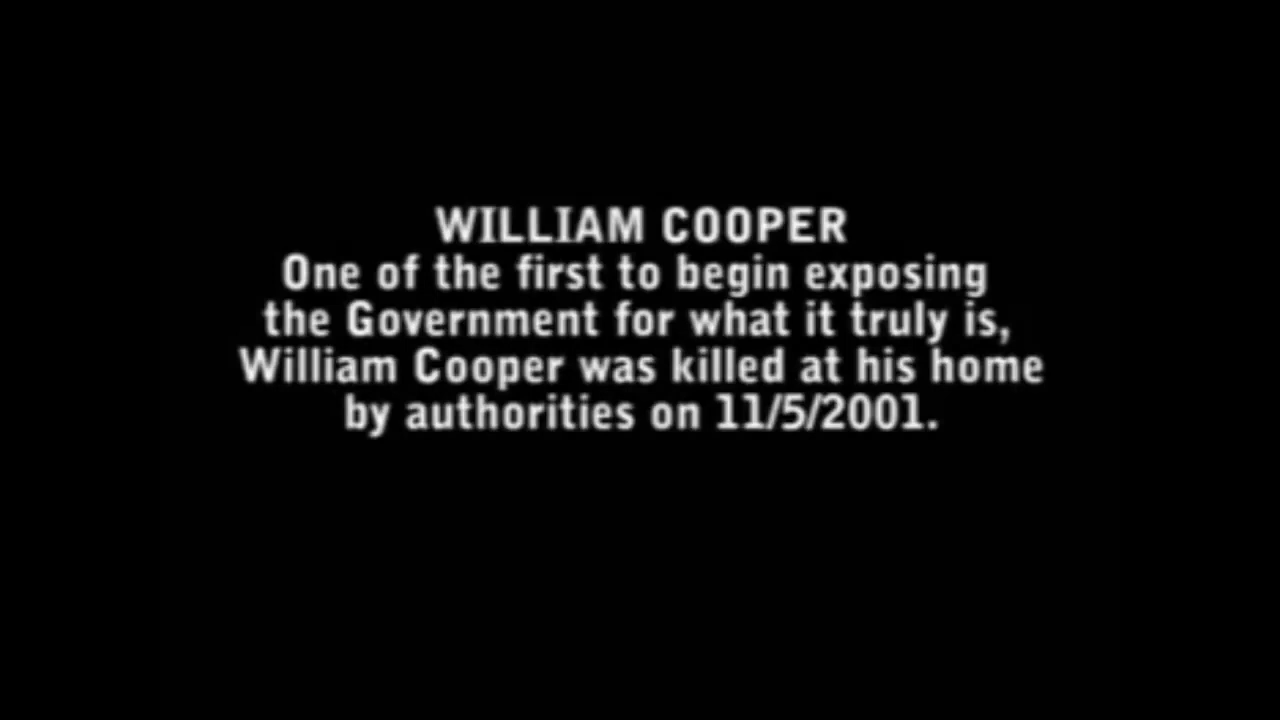 WILLIAM COOPER
One of the first to begin exposing
the Government for what it truly is,
William Cooper was killed at his home
by authorities on 11/5/2001.